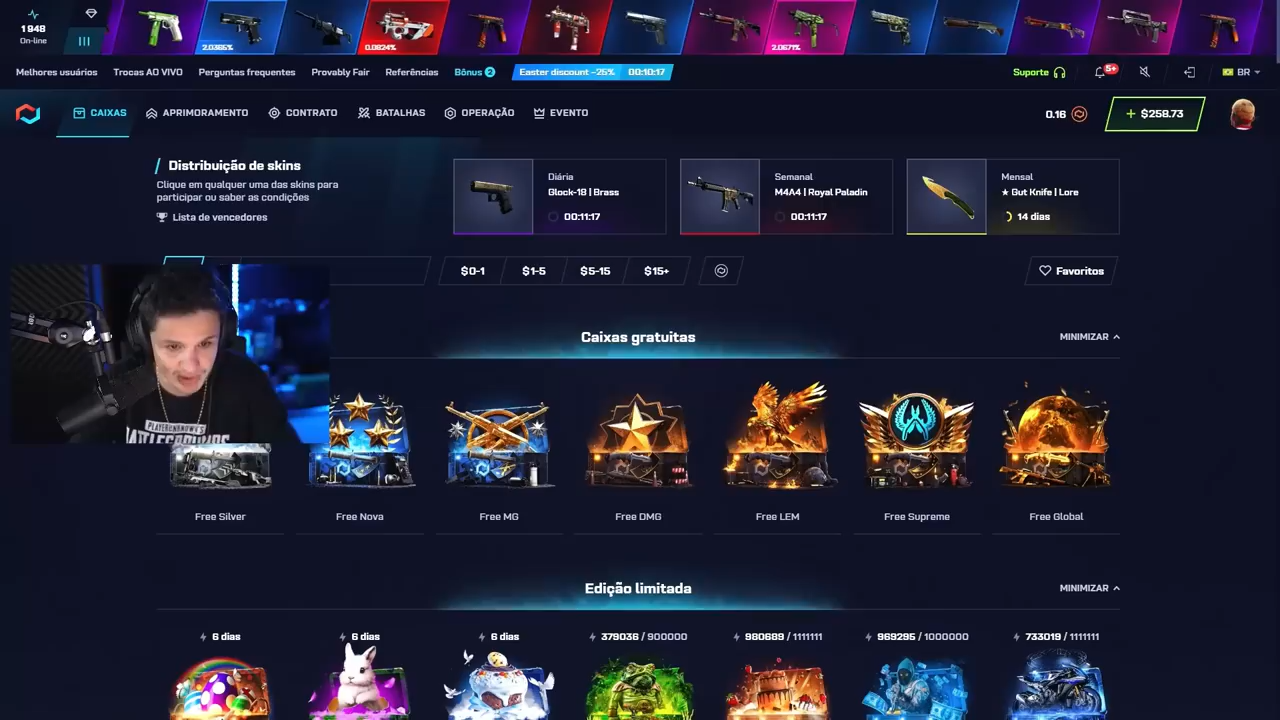 1 948
On-line
2.0365%
0.0824%
2.0671%
Melhores usuários
Trocas AO VIVO
Perguntas frequentes
Provably Fair
Referências
Bônus 2
Easter discount -25% 00:10:17
Suporte
5+
BR
CAIXAS
APRIMORAMENTO
CONTRATO
BATALHAS
OPERAÇÃO
EVENTO
0.16
+ $258.73
Distribuição de skins
Clique em qualquer uma das skins para
participar ou saber as condições
Lista de vencedores
Diária
Glock-18 | Brass
00:11:17
Semanal
M4A4 | Royal Paladin
00:11:17
Mensal
★ Gut Knife | Lore
14 dias
$0-1
$1-5
$5-15
$15+
Favoritos
Caixas gratuitas
MINIMIZAR
PLAYERUNKNOWN'S
Free Silver
Free Nova
Free MG
Free DMG
Free LEM
Free Supreme
Free Global
Edição limitada
MINIMIZAR
6 dias
6 dias
6 dias
379036 / 900000
980689 / 1111111
969295 / 1000000
733019 / 1111111